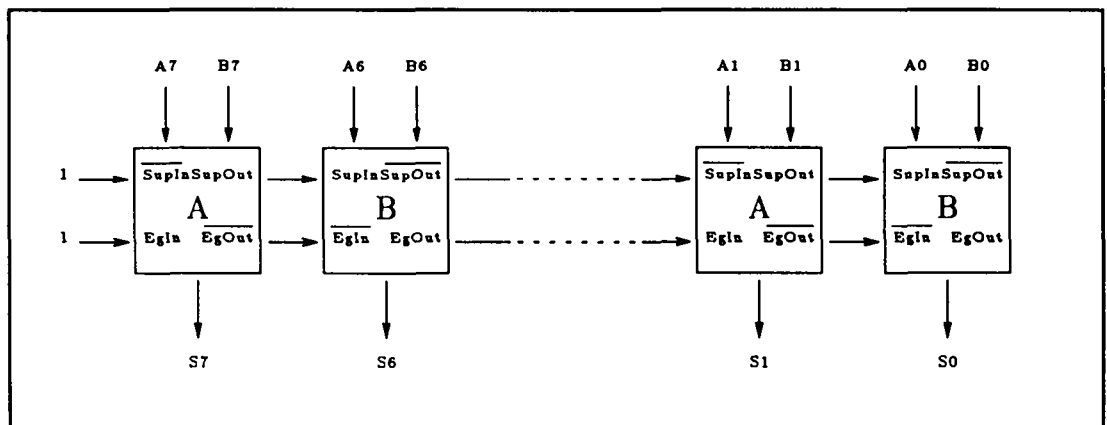 A7 B7 A6 B6 A1 B1 A0 B0
1 SupIn SupOut SupIn SupOut SupIn SupOut SupIn SupOut
A B A B
1 EgIn EgOut EgIn EgOut EgIn EgOut EgIn EgOut
S7 S6 S1 S0